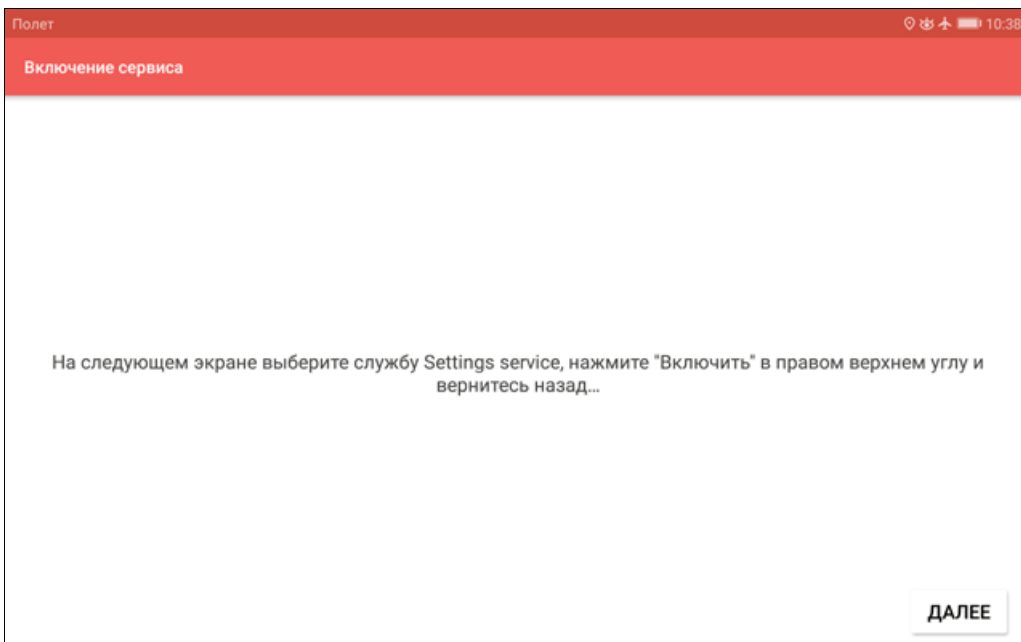 Полет 10:38
Включение сервиса
На следующем экране выберите службу Settings service, нажмите "Включить" в правом верхнем углу и
вернитесь назад...
ДАЛЕЕ